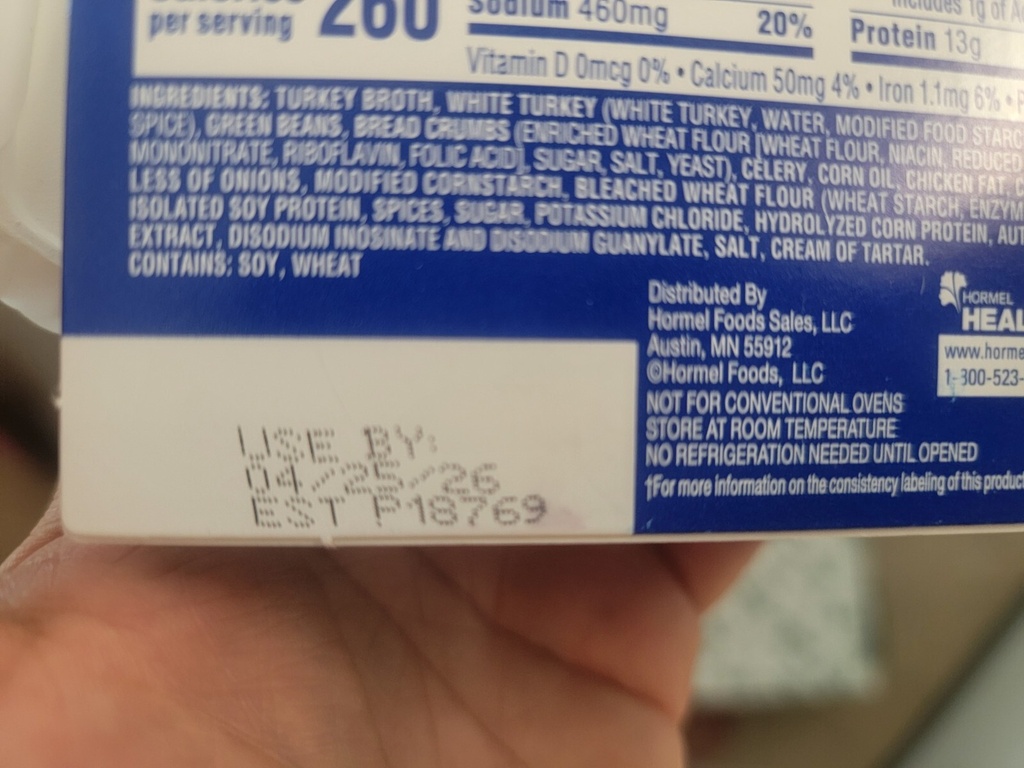 per serving 260
Sodium 460mg 20%
Protein 13g
Vitamin D 0mcg 0% • Calcium 50mg 4% • Iron 1.1mg 6% •
INGREDIENTS: TURKEY BROTH, WHITE TURKEY (WHITE TURKEY, WATER, MODIFIED FOOD STARC
SPICE), GREEN BEANS, BREAD CRUMBS (ENRICHED WHEAT FLOUR [WHEAT FLOUR, NIACIN, REDUCED
MONONITRATE, RIBOFLAVIN, FOLIC ACID], SUGAR, SALT, YEAST), CELERY, CORN OIL, CHICKEN FAT, C
LESS OF ONIONS, MODIFIED CORNSTARCH, BLEACHED WHEAT FLOUR (WHEAT STARCH, ENZYM
ISOLATED SOY PROTEIN, SPICES, SUGAR, POTASSIUM CHLORIDE, HYDROLYZED CORN PROTEIN, AUT
EXTRACT, DISODIUM INOSINATE AND DISODIUM GUANYLATE, SALT, CREAM OF TARTAR.
CONTAINS: SOY, WHEAT
Distributed By
Hormel Foods Sales, LLC
Austin, MN 55912
©Hormel Foods, LLC
NOT FOR CONVENTIONAL OVENS
STORE AT ROOM TEMPERATURE
NO REFRIGERATION NEEDED UNTIL OPENED
†For more information on the consistency labeling of this product
HORMEL
HEAL
www.horme
1-800-523-
USE BY:
04/25/26
EST P18769